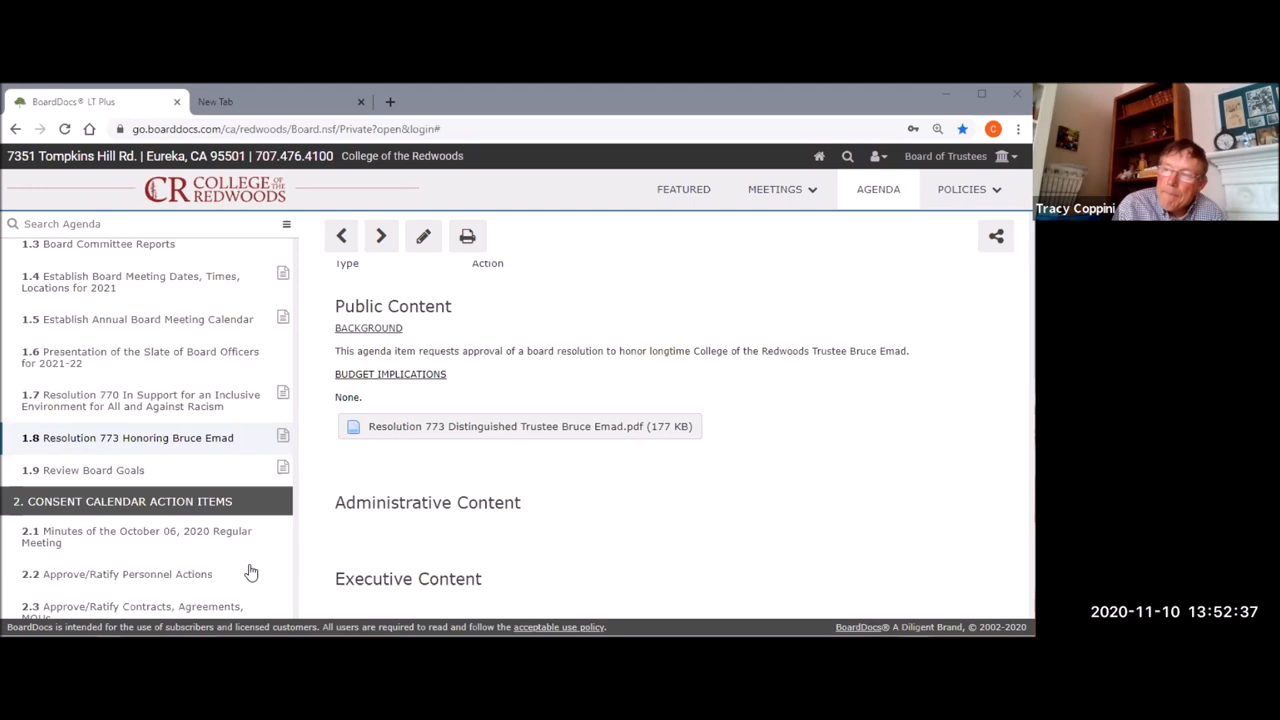 BoardDocs® LT Plus
New Tab
go.boarddocs.com/ca/redwoods/Board.nsf/Private?open&login#
C
7351 Tompkins Hill Rd. | Eureka, CA 95501 | 707.476.4100 College of the Redwoods
Board of Trustees
CR COLLEGE OF THE REDWOODS
FEATURED MEETINGS AGENDA POLICIES
Search Agenda
1.3 Board Committee Reports
1.4 Establish Board Meeting Dates, Times,
Locations for 2021
1.5 Establish Annual Board Meeting Calendar
1.6 Presentation of the Slate of Board Officers
for 2021-22
1.7 Resolution 770 In Support for an Inclusive
Environment for All and Against Racism
1.8 Resolution 773 Honoring Bruce Emad
1.9 Review Board Goals
2. CONSENT CALENDAR ACTION ITEMS
2.1 Minutes of the October 06, 2020 Regular
Meeting
2.2 Approve/Ratify Personnel Actions
2.3 Approve/Ratify Contracts, Agreements,
MOUs
Type Action
Public Content
BACKGROUND
This agenda item requests approval of a board resolution to honor longtime College of the Redwoods Trustee Bruce Emad.
BUDGET IMPLICATIONS
None.
Resolution 773 Distinguished Trustee Bruce Emad.pdf (177 KB)
Administrative Content
Executive Content
BoardDocs is intended for the use of subscribers and licensed customers. All users are required to read and follow the acceptable use policy.
BoardDocs® A Diligent Brand, © 2002-2020
Tracy Coppini
2020-11-10 13:52:37